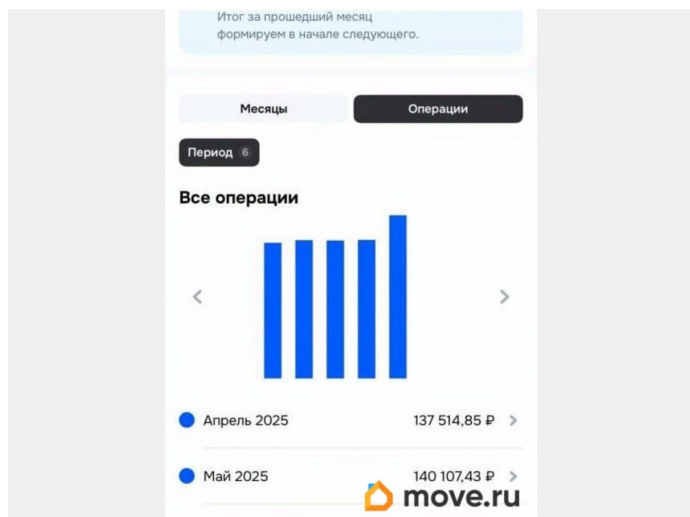 Итог за прошедший месяц
формируем в начале следующего.
Месяцы
Операции
Период 6
Все операции
Апрель 2025
137 514,85 ₽
Май 2025
140 107,43 ₽
move.ru